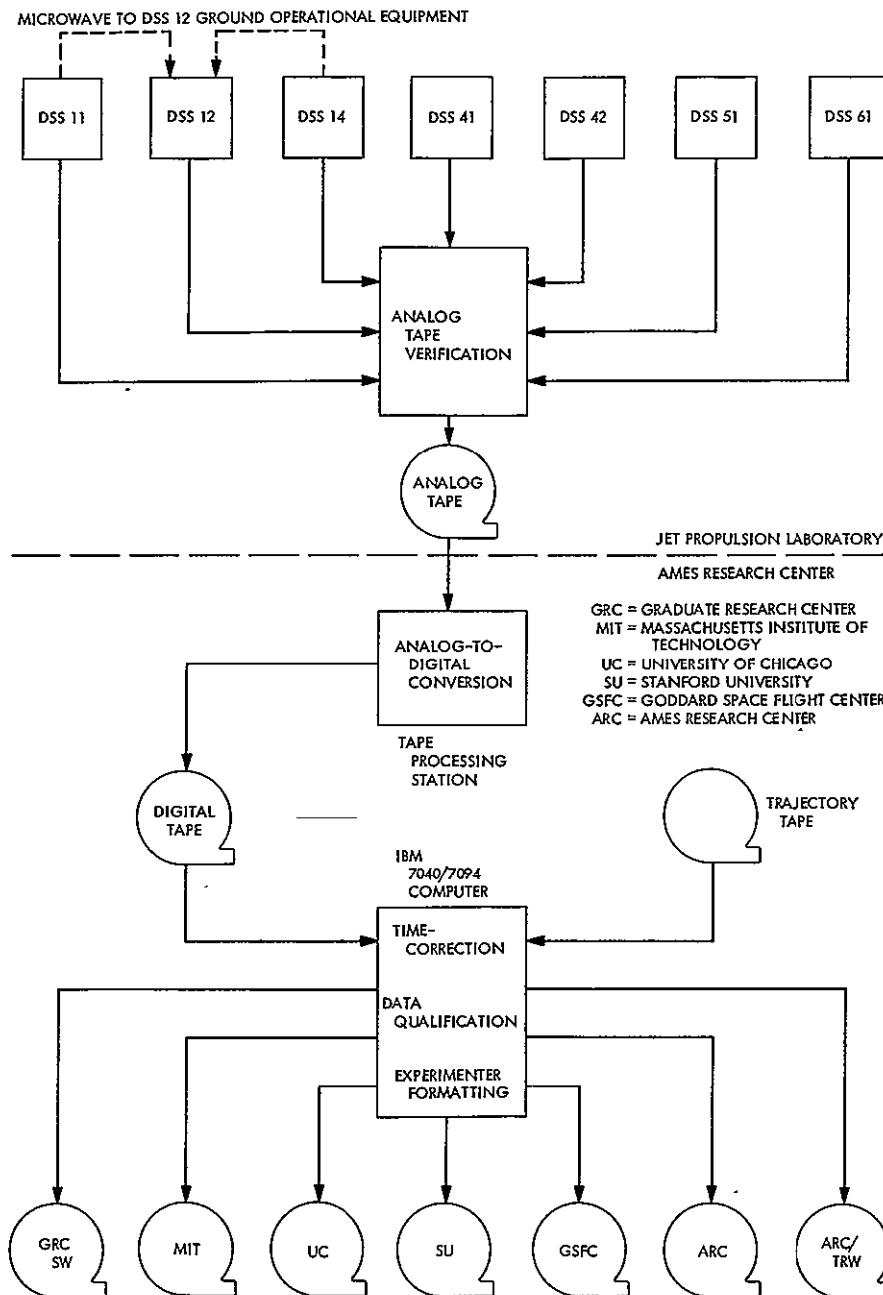 MICROWAVE TO DSS 12 GROUND OPERATIONAL EQUIPMENT
DSS 11
DSS 12
DSS 14
DSS 41
DSS 42
DSS 51
DSS 61
ANALOG
TAPE
VERIFICATION
ANALOG
TAPE
JET PROPULSION LABORATORY
AMES RESEARCH CENTER
GRC = GRADUATE RESEARCH CENTER
MIT = MASSACHUSETTS INSTITUTE OF
TECHNOLOGY
UC = UNIVERSITY OF CHICAGO
SU = STANFORD UNIVERSITY
GSFC = GODDARD SPACE FLIGHT CENTER
ARC = AMES RESEARCH CENTER
ANALOG-TO-
DIGITAL
CONVERSION
TAPE
PROCESSING
STATION
DIGITAL
TAPE
TRAJECTORY
TAPE
IBM
7040/7094
COMPUTER
TIME-
CORRECTION
DATA
QUALIFICATION
EXPERIMENTER
FORMATTING
GRC
SW
MIT
UC
SU
GSFC
ARC
ARC/
TRW